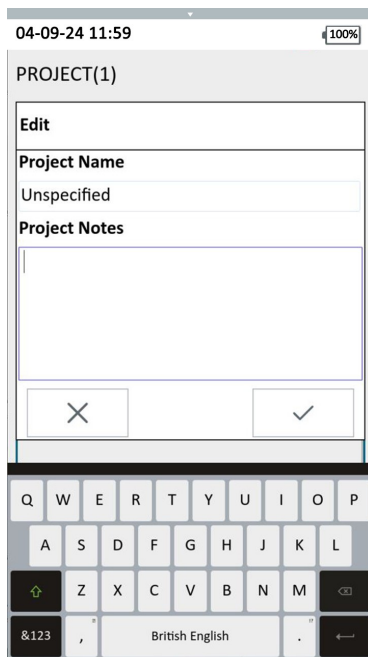 04-09-24 11:59 100%
PROJECT(1)
Edit
Project Name
Unspecified
Project Notes
Q W E R T Y U I O P
A S D F G H J K L
Z X C V B N M
&123 , British English .